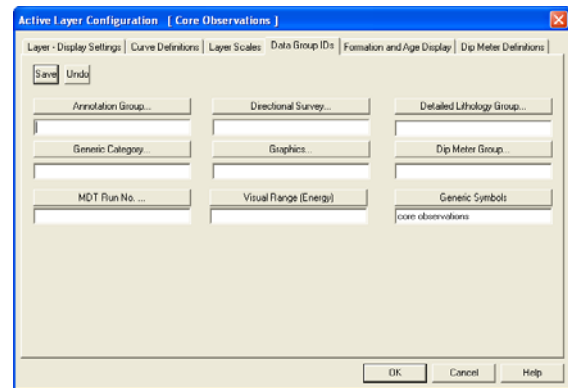 Active Layer Configuration [ Core Observations ]
Layer - Display Settings Curve Definitions Layer Scales Data Group IDs Formation and Age Display Dip Meter Definitions
Save Undo
Annotation Group... Directional Survey... Detailed Lithology Group...
Generic Category... Graphics... Dip Meter Group...
MDT Run No. ... Visual Range (Energy) Generic Symbols
core observations
OK Cancel Help